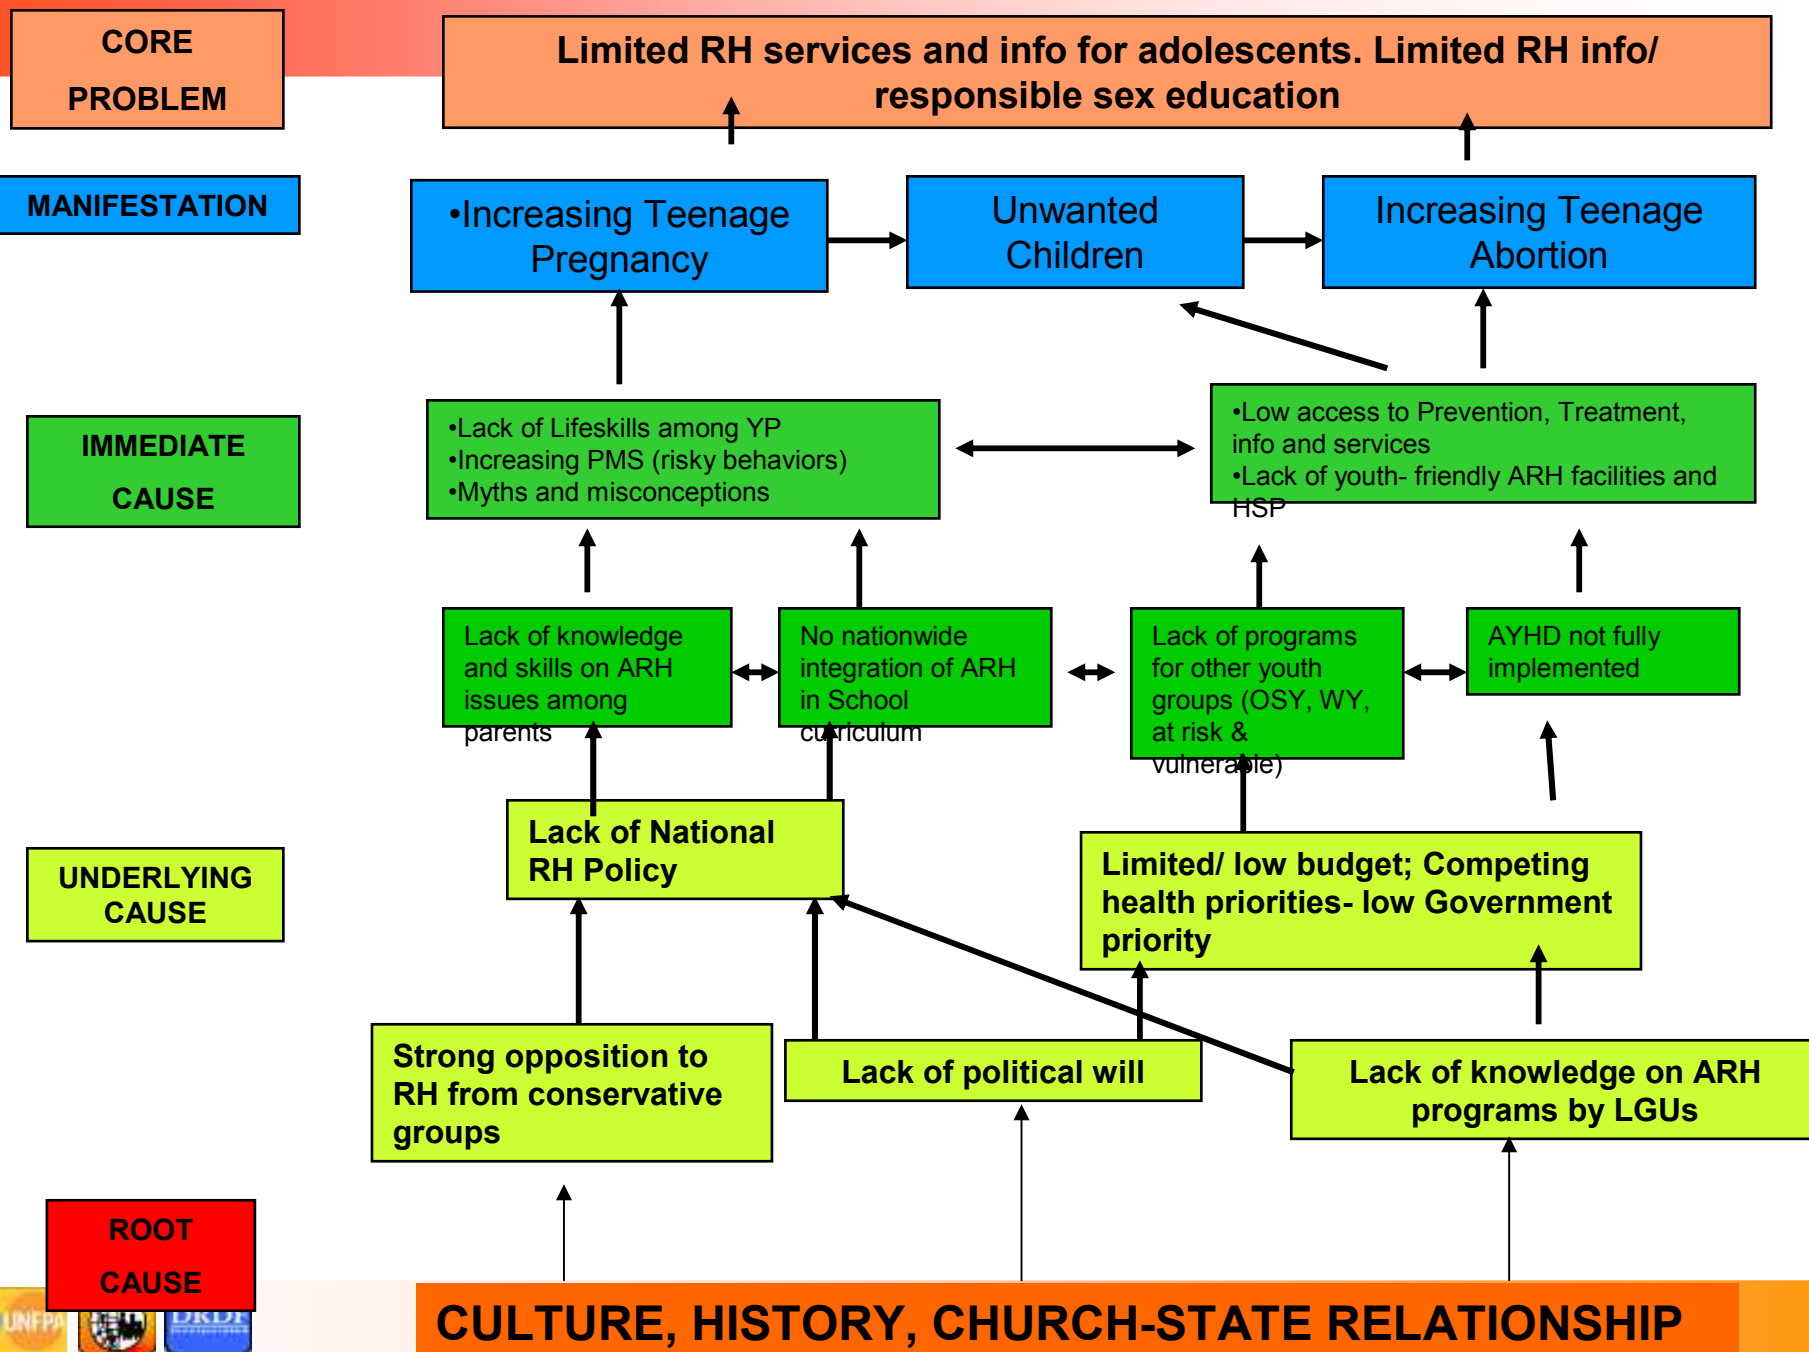 CORE
PROBLEM
Limited RH services and info for adolescents. Limited RH info/
responsible sex education
MANIFESTATION
•Increasing Teenage
Pregnancy
Unwanted
Children
Increasing Teenage
Abortion
IMMEDIATE
CAUSE
•Lack of Lifeskills among YP
•Increasing PMS (risky behaviors)
•Myths and misconceptions
•Low access to Prevention, Treatment,
info and services
•Lack of youth- friendly ARH facilities and
HSP
Lack of knowledge
and skills on ARH
issues among
parents
No nationwide
integration of ARH
in School
curriculum
Lack of programs
for other youth
groups (OSY, WY,
at risk &
vulnerable)
AYHD not fully
implemented
UNDERLYING
CAUSE
Lack of National
RH Policy
Limited/ low budget; Competing
health priorities- low Government
priority
Strong opposition to
RH from conservative
groups
Lack of political will
Lack of knowledge on ARH
programs by LGUs
ROOT
CAUSE
UNFPA
DRDF
CULTURE, HISTORY, CHURCH-STATE RELATIONSHIP